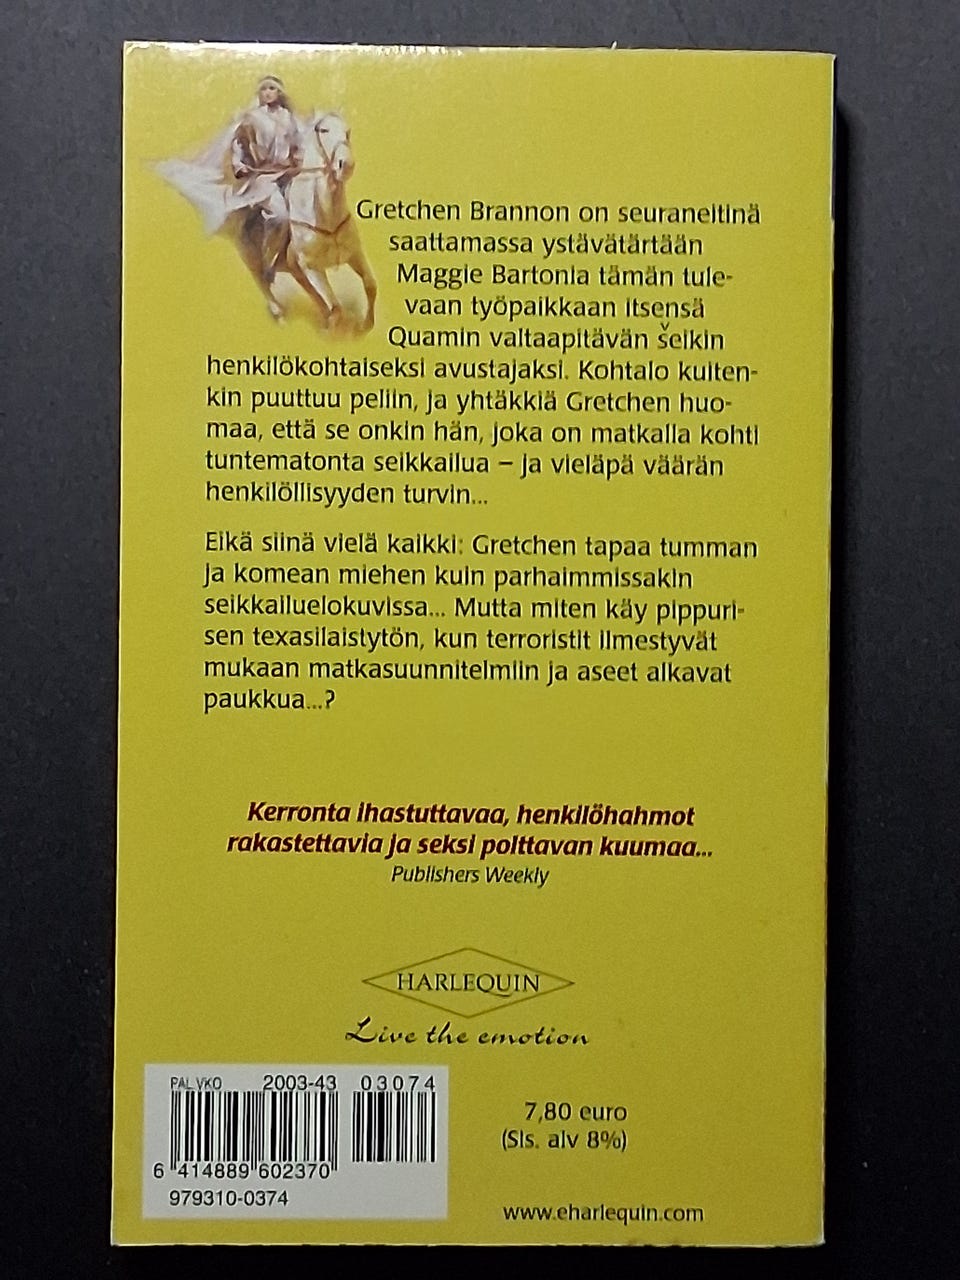 Gretchen Brannon on seuraneitinä
saattamassa ystävätärtään
Maggie Bartonia tämän tule-
vaan työpaikkaan itsensä
Quamin valtaapitävän šeikin
henkilökohtaiseksi avustajaksi. Kohtalo kuiten-
kin puuttuu peliin, ja yhtäkkiä Gretchen huo-
maa, että se onkin hän, joka on matkalla kohti
tuntematonta seikkailua – ja vieläpä väärän
henkilöllisyyden turvin...
Eikä siinä vielä kaikki: Gretchen tapaa tumman
ja komean miehen kuin parhaimmissakin
seikkailuelokuvissa... Mutta miten käy pippuri-
sen texasilaistytön, kun terroristit ilmestyvät
mukaan matkasuunnitelmiin ja aseet alkavat
paukkua...?
Kerronta ihastuttavaa, henkilöhahmot
rakastettavia ja seksi polttavan kuumaa...
Publishers Weekly
HARLEQUIN
Live the emotion
PAL VKO 2003-43 03074
6 414889 602370
979310-0374
7,80 euro
(Sis. alv 8%)
www.eharlequin.com